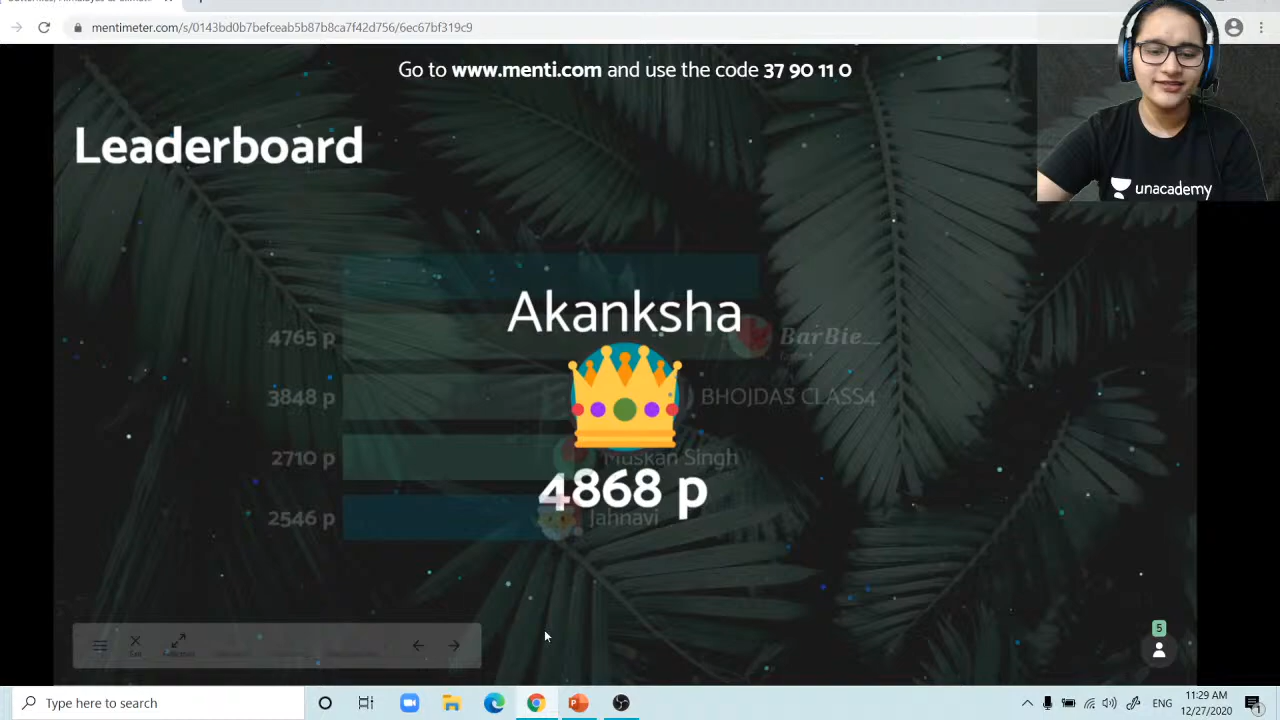 mentimeter.com/s/0143bd0b7befceab5b87b8ca7f42d756/6ec67bf319c9
Go to www.menti.com and use the code 37 90 11 0
unacademy
Leaderboard
Akanksha
4765 p BarBie__
3848 p BHOJDAS CLASS4
2710 p Muskan Singh
4868 p
2546 p Jahnavi
5
Type here to search
ENG
11:29 AM
12/27/2020
1